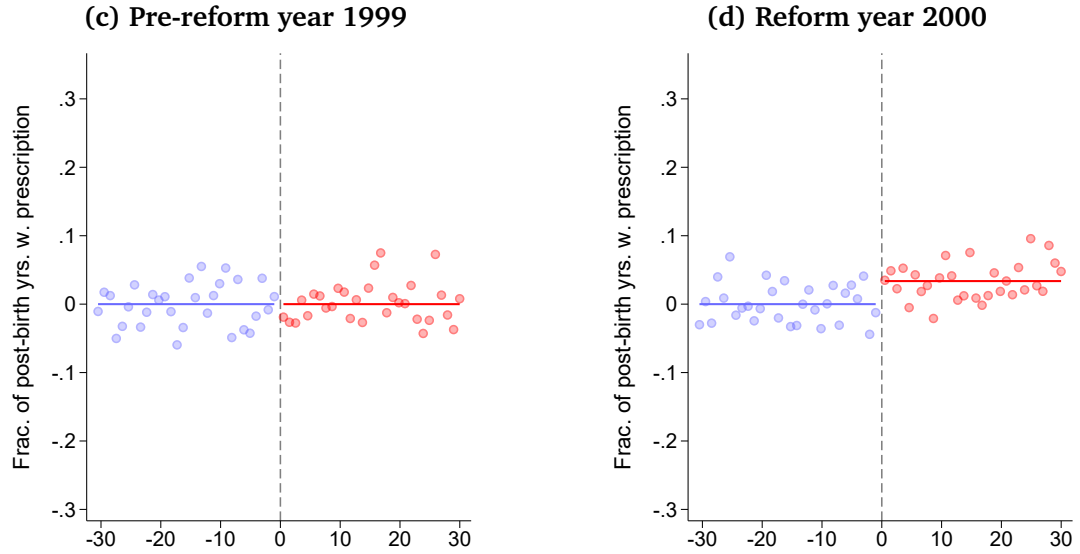 (c) Pre-reform year 1999
Frac. of post-birth yrs. w. prescription
.3
.2
.1
0
-.1
-.2
-.3
-30 -20 -10 0 10 20 30
(d) Reform year 2000
Frac. of post-birth yrs. w. prescription
.3
.2
.1
0
-.1
-.2
-.3
-30 -20 -10 0 10 20 30